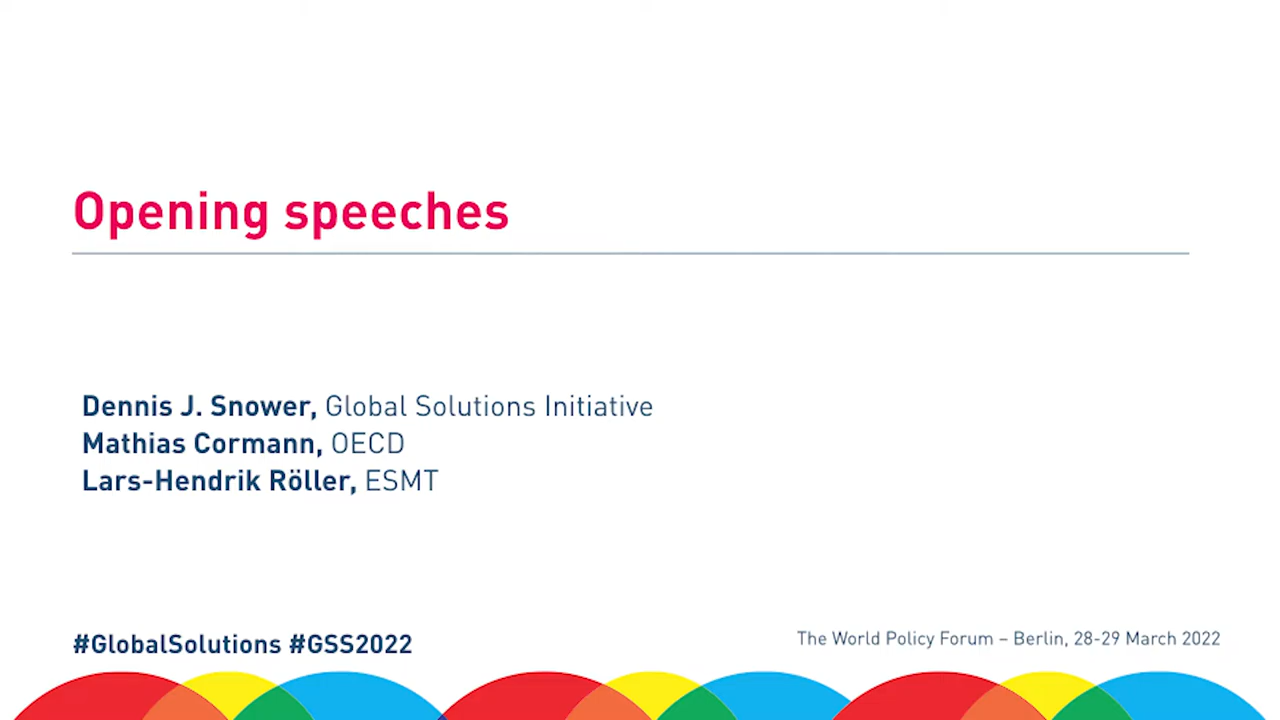 Opening speeches
Dennis J. Snower, Global Solutions Initiative
Mathias Cormann, OECD
Lars-Hendrik Röller, ESMT
#GlobalSolutions #GSS2022
The World Policy Forum – Berlin, 28-29 March 2022